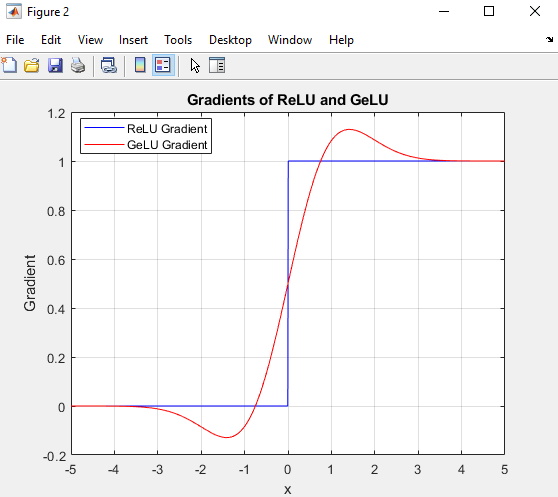 Figure 2
File Edit View Insert Tools Desktop Window Help
Gradients of ReLU and GeLU
ReLU Gradient
GeLU Gradient
1.2
1
0.8
0.6
0.4
0.2
0
-0.2
Gradient
-5 -4 -3 -2 -1 0 1 2 3 4 5
x